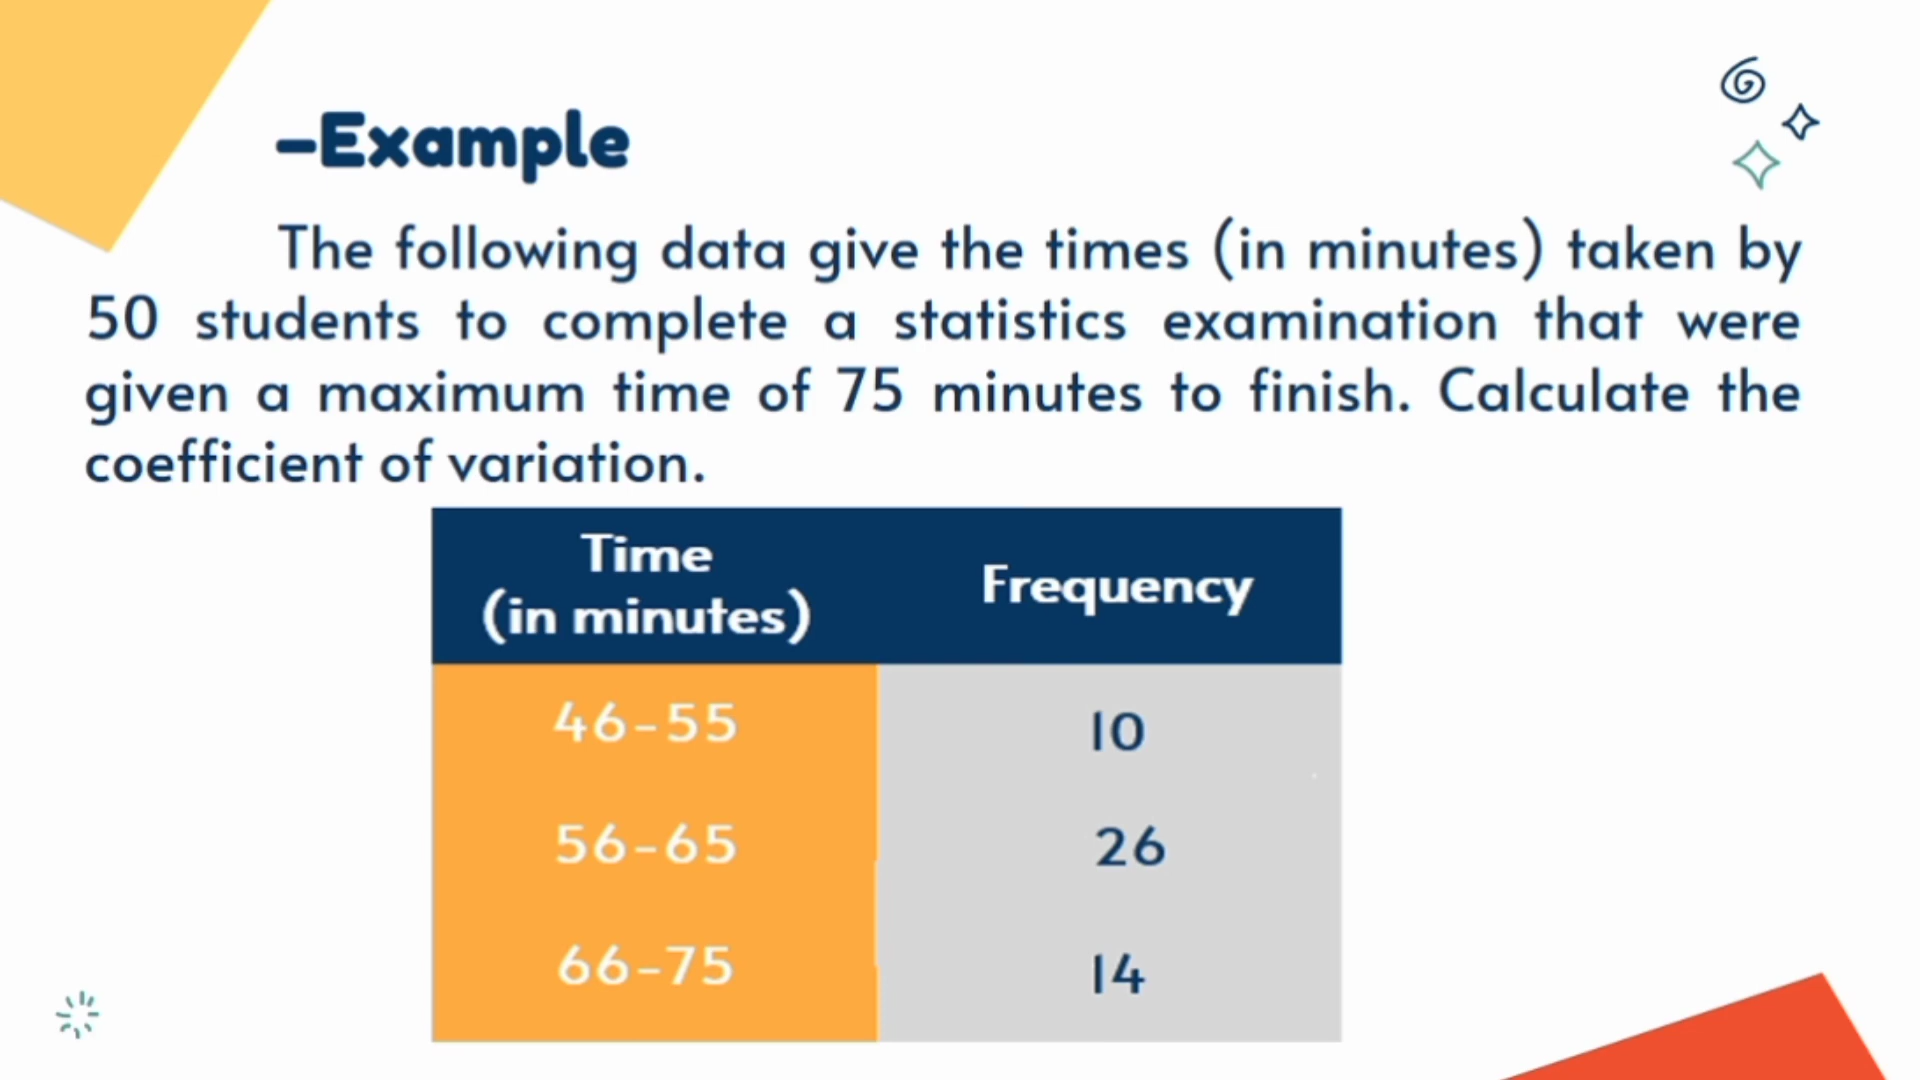 –Example
The following data give the times (in minutes) taken by
50 students to complete a statistics examination that were
given a maximum time of 75 minutes to finish. Calculate the
coefficient of variation.
Time
(in minutes)
Frequency
46-55
10
56-65
26
66-75
14